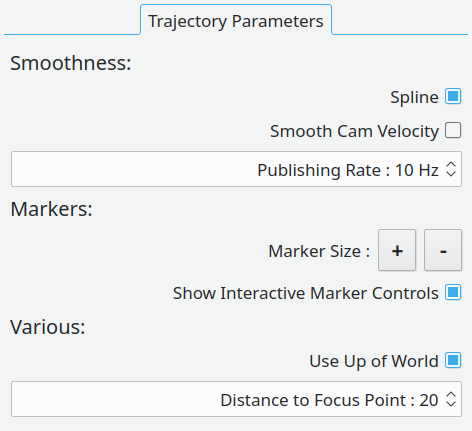 Trajectory Parameters
Smoothness:
Spline
Smooth Cam Velocity
Publishing Rate : 10 Hz
Markers:
Marker Size : + -
Show Interactive Marker Controls
Various:
Use Up of World
Distance to Focus Point : 20